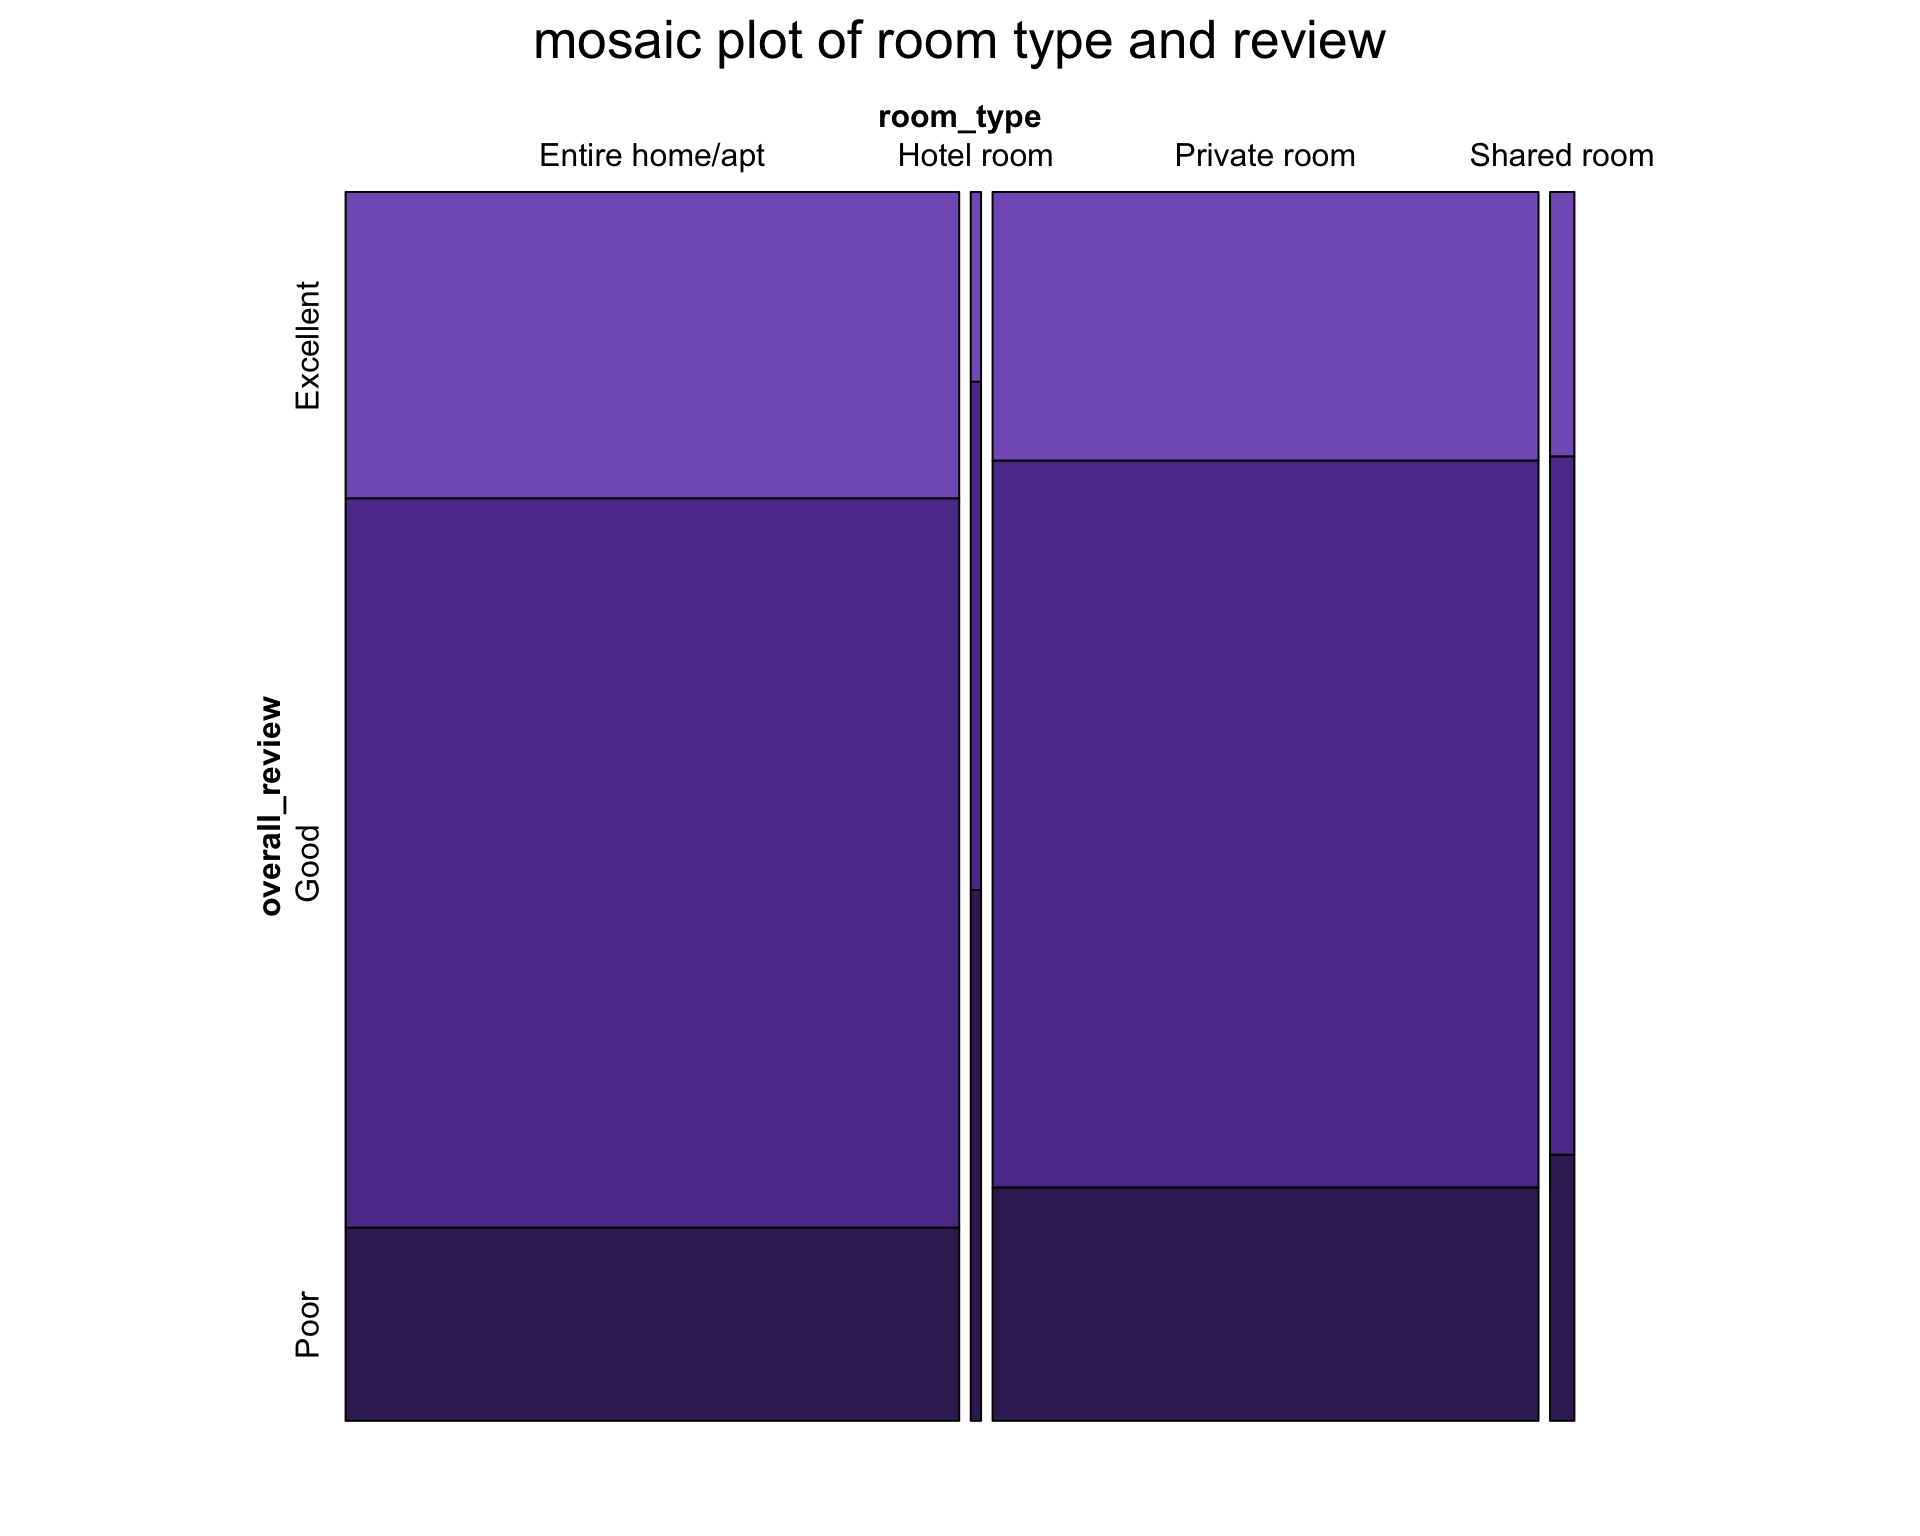 mosaic plot of room type and review
room_type
Entire home/apt Hotel room Private room Shared room
overall_review
Excellent
Good
Poor